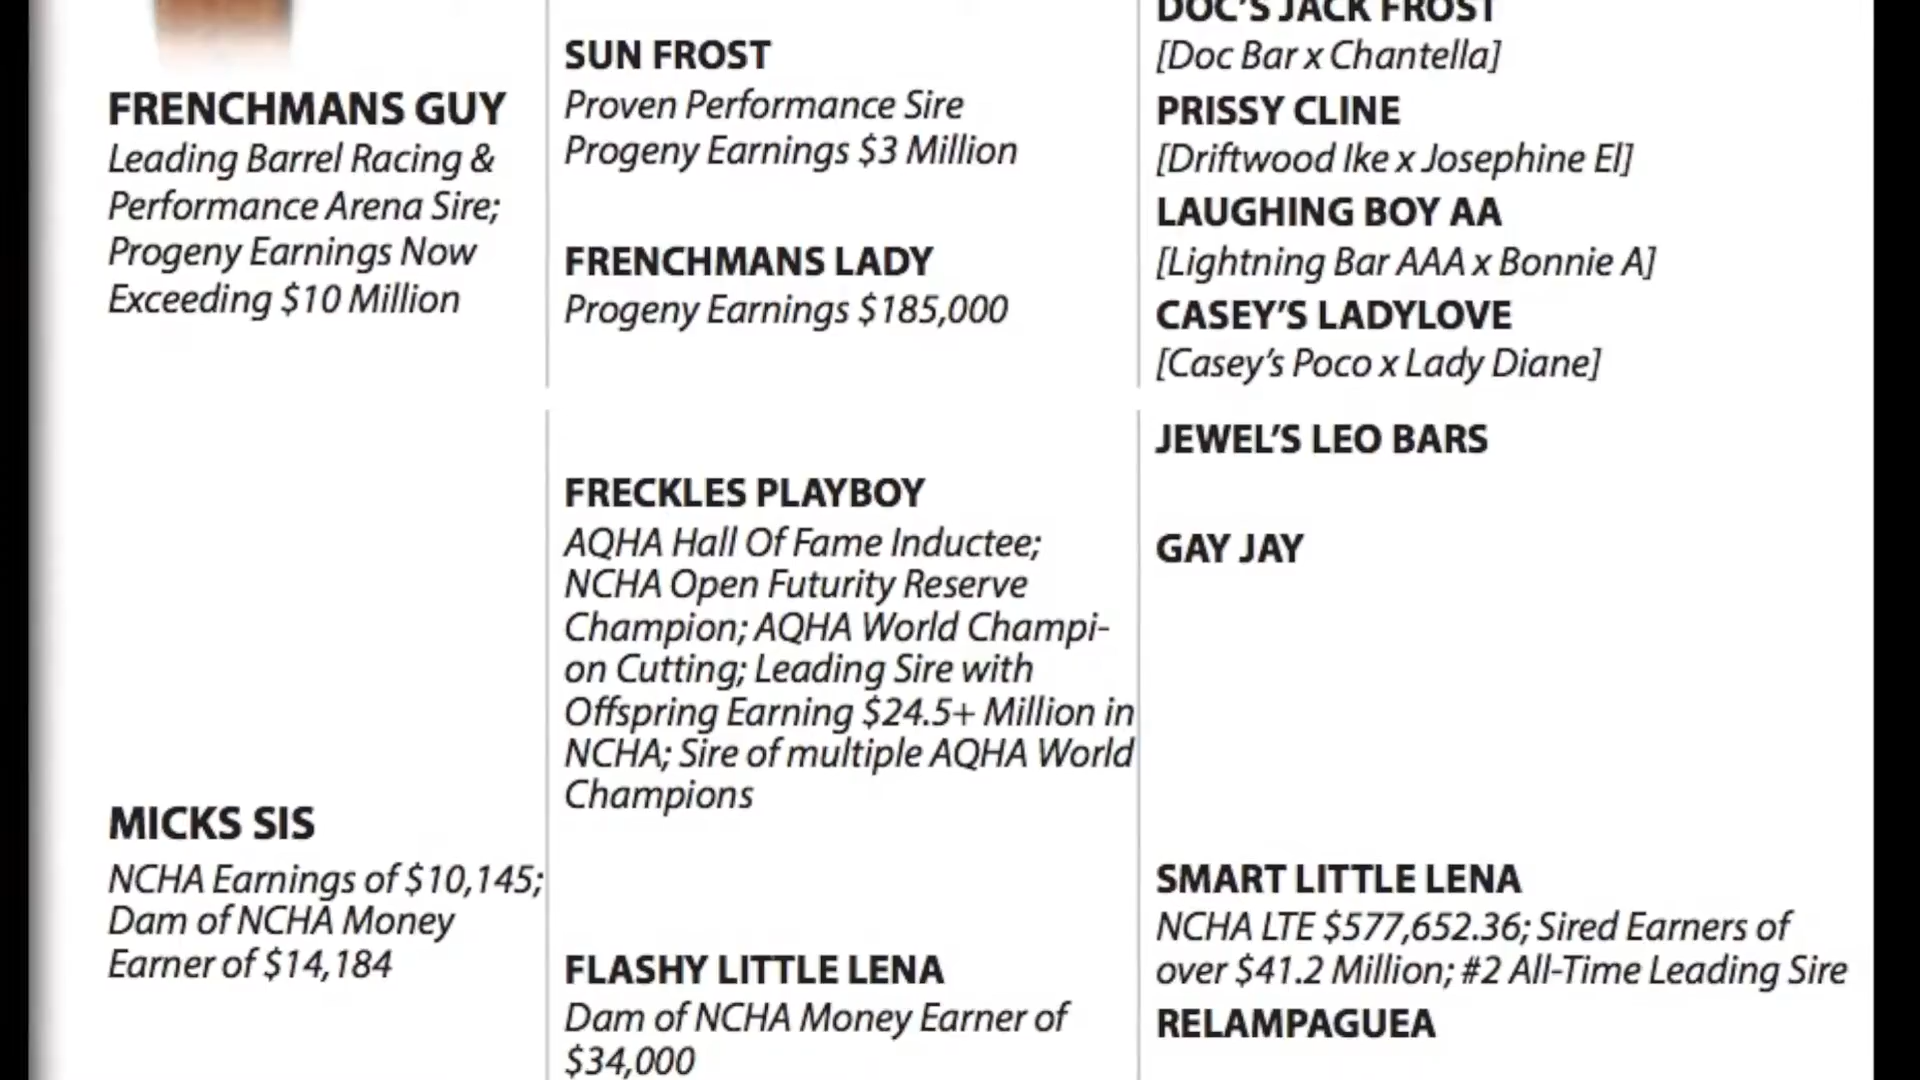 FRENCHMANS GUY
Leading Barrel Racing &
Performance Arena Sire;
Progeny Earnings Now
Exceeding $10 Million
MICKS SIS
NCHA Earnings of $10,145;
Dam of NCHA Money
Earner of $14,184
SUN FROST
Proven Performance Sire
Progeny Earnings $3 Million
FRENCHMANS LADY
Progeny Earnings $185,000
FRECKLES PLAYBOY
AQHA Hall Of Fame Inductee;
NCHA Open Futurity Reserve
Champion; AQHA World Champi-
on Cutting; Leading Sire with
Offspring Earning $24.5+ Million in
NCHA; Sire of multiple AQHA World
Champions
FLASHY LITTLE LENA
Dam of NCHA Money Earner of
$34,000
DOC'S JACK FROST
[Doc Bar x Chantella]
PRISSY CLINE
[Driftwood Ike x Josephine El]
LAUGHING BOY AA
[Lightning Bar AAA x Bonnie A]
CASEY'S LADYLOVE
[Casey's Poco x Lady Diane]
JEWEL'S LEO BARS
GAY JAY
SMART LITTLE LENA
NCHA LTE $577,652.36; Sired Earners of
over $41.2 Million; #2 All-Time Leading Sire
RELAMPAGUEA